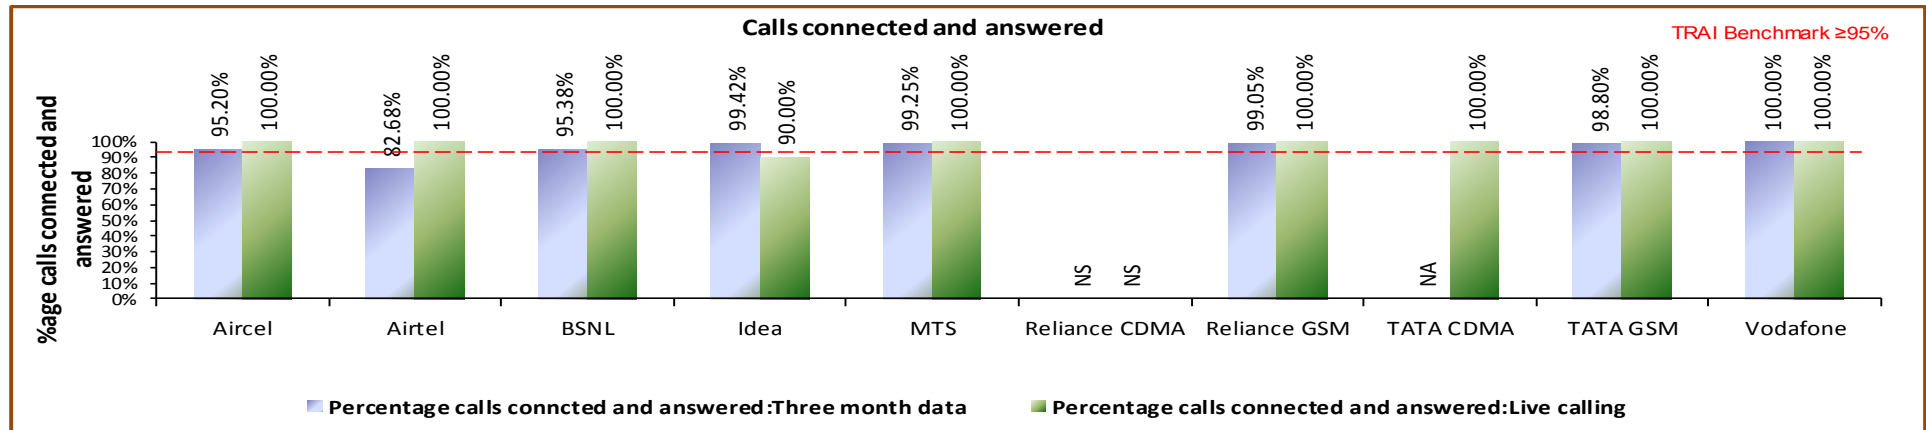 Calls connected and answered
TRAI Benchmark ≥95%
%age calls connected and
answered
100%
90%
80%
70%
60%
50%
40%
30%
20%
10%
0%
95.20% 100.00%
82.68% 100.00%
95.38% 100.00%
99.42% 90.00%
99.25% 100.00%
NS NS
99.05% 100.00%
NA 100.00%
98.80% 100.00%
100.00% 100.00%
Aircel Airtel BSNL Idea MTS Reliance CDMA Reliance GSM TATA CDMA TATA GSM Vodafone
Percentage calls conncted and answered:Three month data Percentage calls connected and answered:Live calling